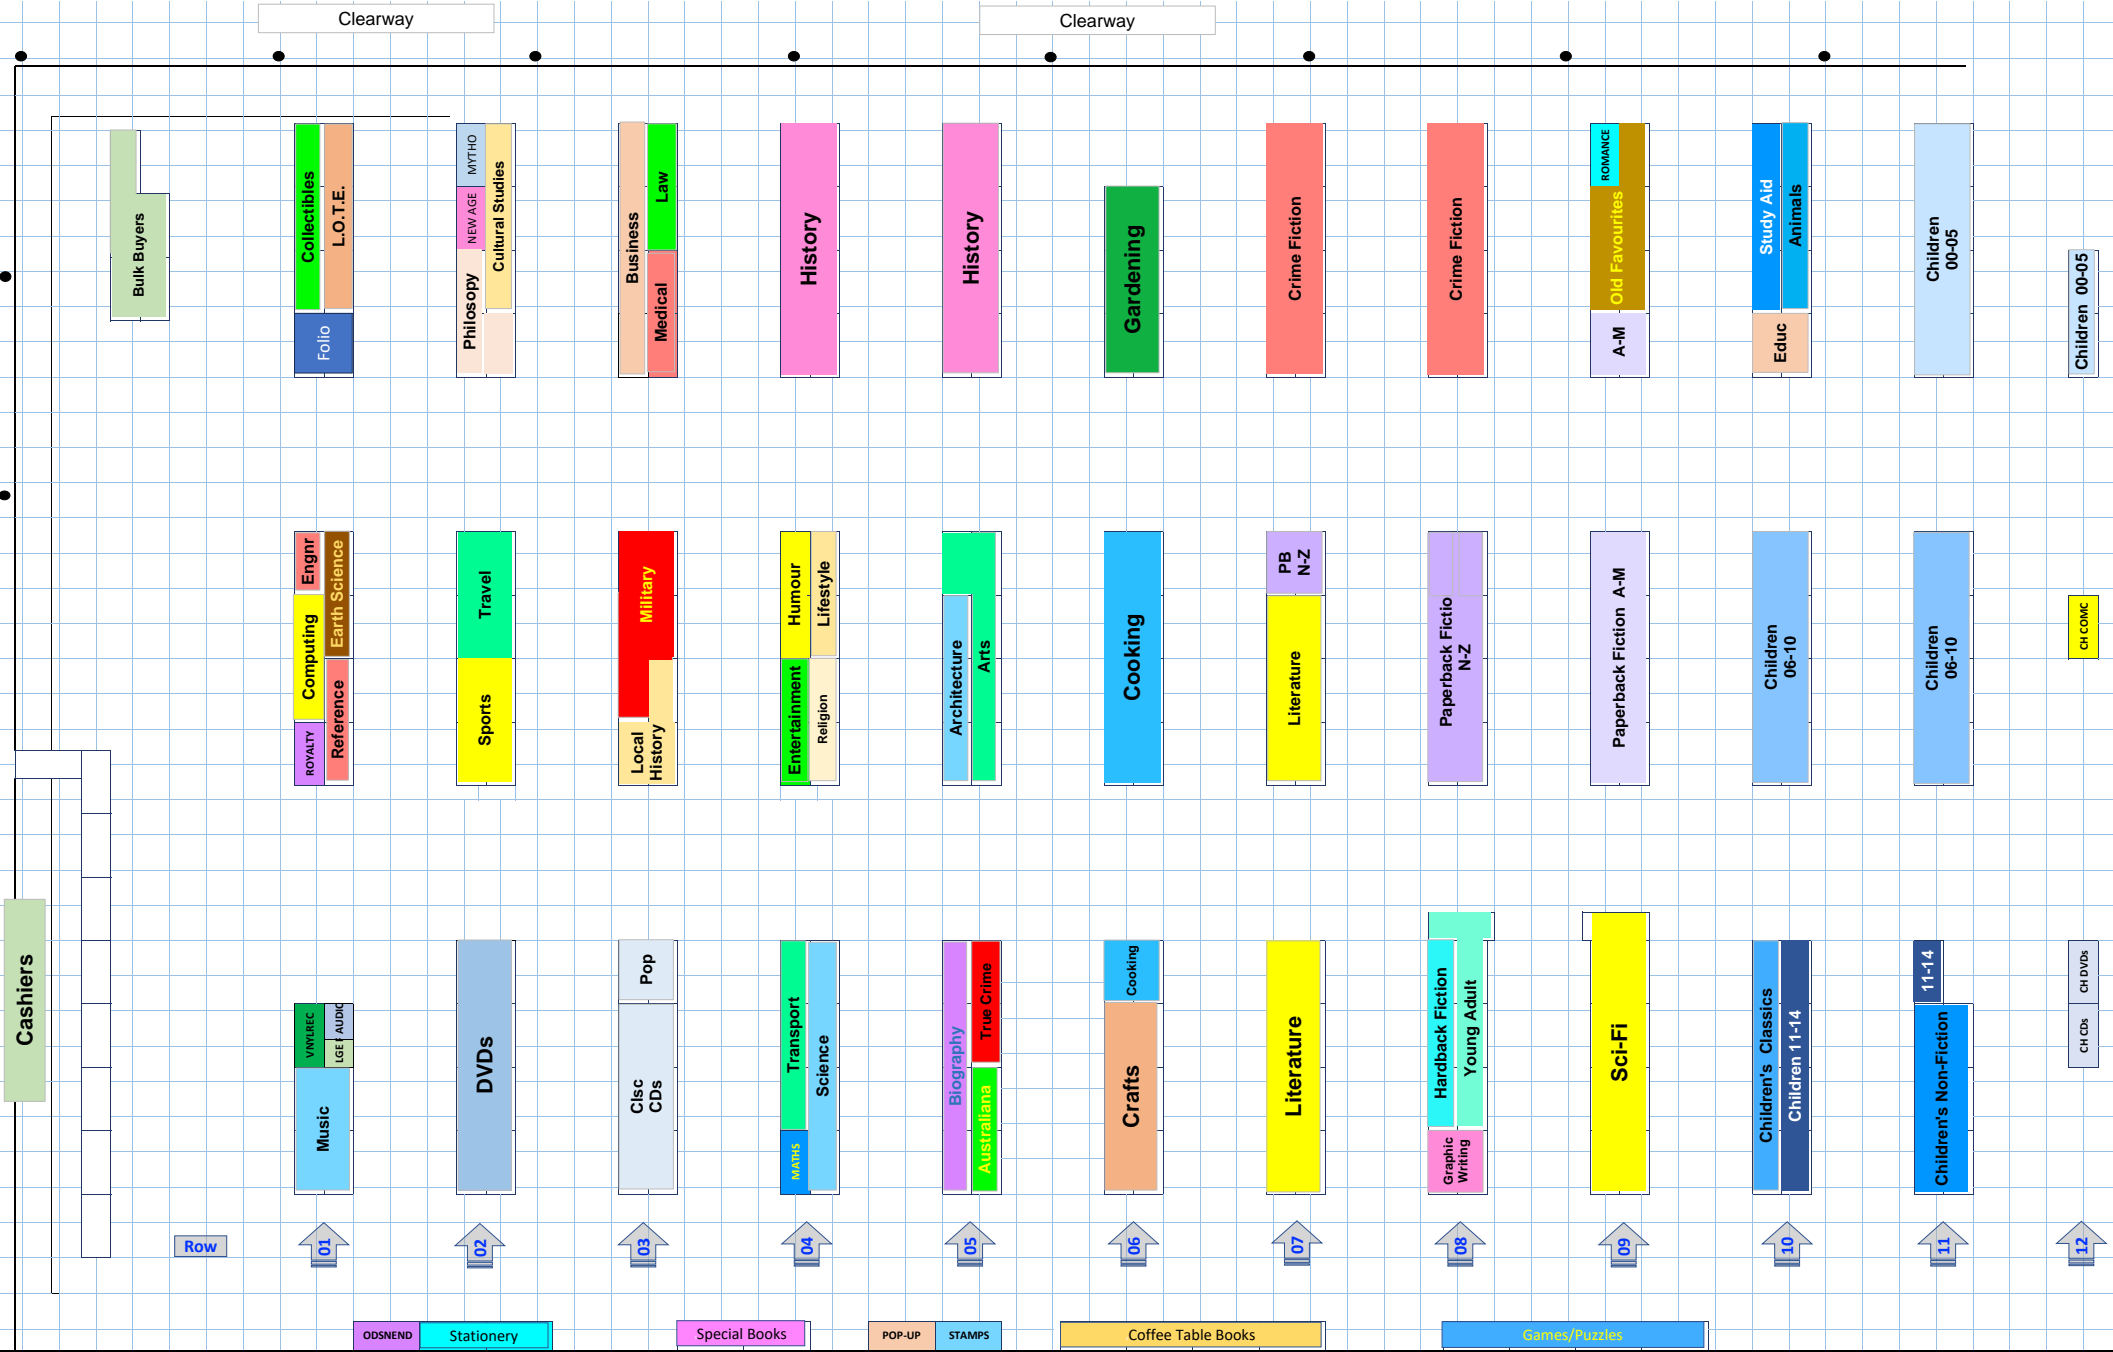 Clearway
Clearway
Bulk Buyers
Collectibles
L.O.T.E.
Folio
MYTHO
NEW AGE
Philosopy
Cultural Studies
Business
Law
Medical
History
History
Gardening
Crime Fiction
Crime Fiction
ROMANCE
Old Favourites
A-M
Study Aid
Animals
Educ
Children
00-05
Children 00-05
Engnr
Computing
ROYALTY
Earth Science
Reference
Travel
Sports
Military
Local
History
Humour
Lifestyle
Entertainment
Religion
Architecture
Arts
Cooking
PB
N-Z
Literature
Paperback Fictio
N-Z
Paperback Fiction A-M
Children
06-10
Children
06-10
CH COMC
Cashiers
VNYLREC
AUDIO
LGE
Music
DVDs
Pop
Clsc
CDs
Transport
MATHS
Science
Biography
True Crime
Australiana
Cooking
Crafts
Literature
Hardback Fiction
Young Adult
Graphic
Writing
Sci-Fi
Children's Classics
Children 11-14
11-14
Children's Non-Fiction
CH DVDs
CH CDs
Row
01
02
03
04
05
06
07
08
09
10
11
12
ODSNEND
Stationery
Special Books
POP-UP
STAMPS
Coffee Table Books
Games/Puzzles